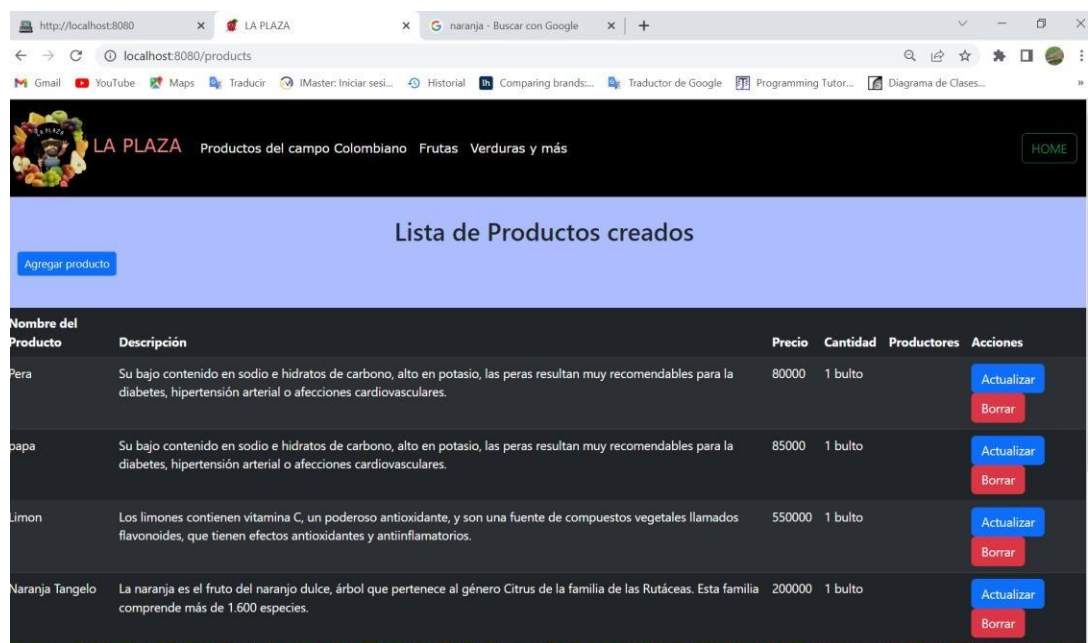 http://localhost:8080 LA PLAZA naranja - Buscar con Google
localhost:8080/products
Gmail YouTube Maps Traducir IMaster: Iniciar sesi... Historial Comparing brands:... Traductor de Google Programming Tutor... Diagrama de Clases...
LA PLAZA
LA PLAZA Productos del campo Colombiano Frutas Verduras y más HOME
Lista de Productos creados
Agregar producto
Nombre del
Producto Descripción Precio Cantidad Productores Acciones
Pera Su bajo contenido en sodio e hidratos de carbono, alto en potasio, las peras resultan muy recomendables para la 80000 1 bulto Actualizar
diabetes, hipertensión arterial o afecciones cardiovasculares.
Borrar
papa Su bajo contenido en sodio e hidratos de carbono, alto en potasio, las peras resultan muy recomendables para la 85000 1 bulto Actualizar
diabetes, hipertensión arterial o afecciones cardiovasculares.
Borrar
Limon Los limones contienen vitamina C, un poderoso antioxidante, y son una fuente de compuestos vegetales llamados 550000 1 bulto Actualizar
flavonoides, que tienen efectos antioxidantes y antiinflamatorios.
Borrar
Naranja Tangelo La naranja es el fruto del naranjo dulce, árbol que pertenece al género Citrus de la familia de las Rutáceas. Esta familia 200000 1 bulto Actualizar
comprende más de 1.600 especies.
Borrar